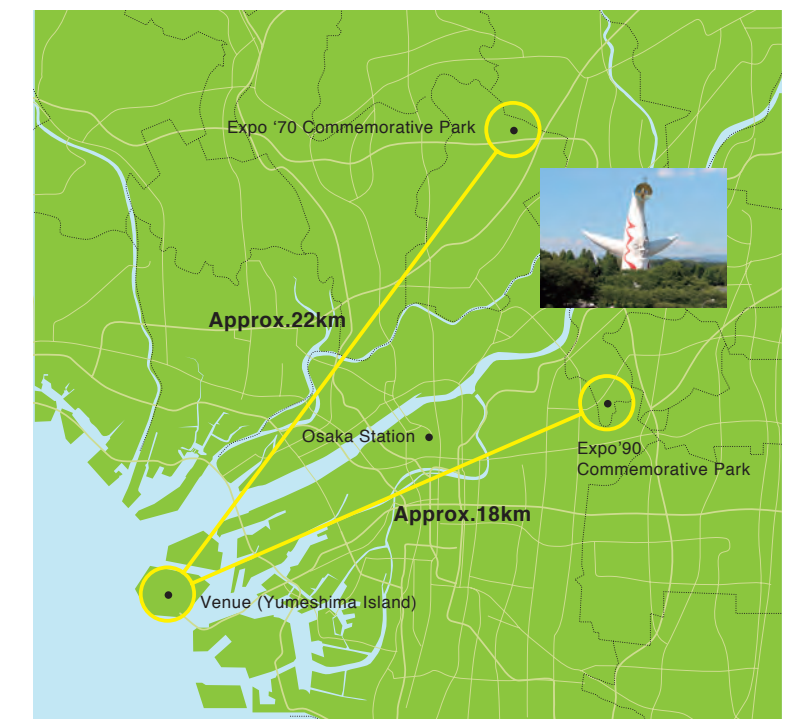 Expo ‘70 Commemorative Park
Approx.22km
Osaka Station
Expo’90
Commemorative Park
Approx.18km
Venue (Yumeshima Island)